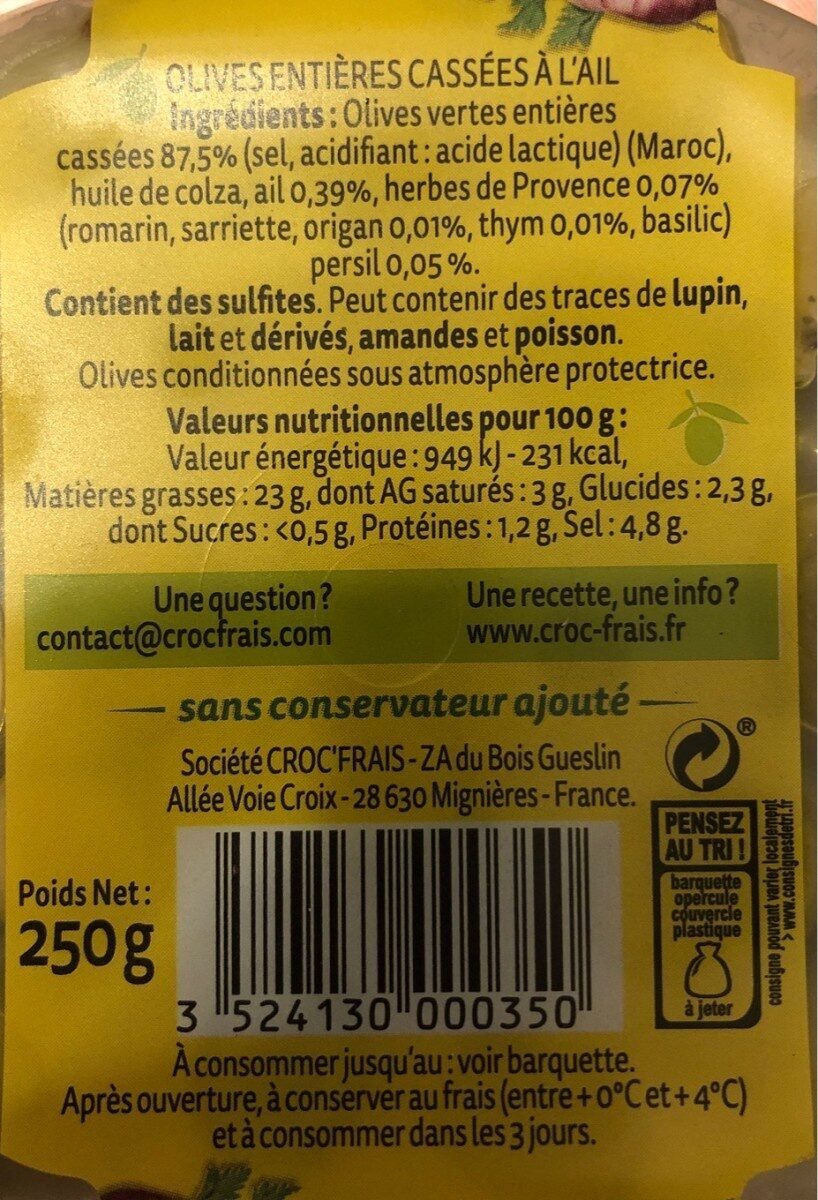 OLIVES ENTIÈRES CASSÉES À L'AIL
Ingrédients : Olives vertes entières
cassées 87,5% (sel, acidifiant : acide lactique) (Maroc),
huile de colza, ail 0,39%, herbes de Provence 0,07%
(romarin, sarriette, origan 0,01%, thym 0,01%, basilic)
persil 0,05 %.
Contient des sulfites. Peut contenir des traces de lupin,
lait et dérivés, amandes et poisson.
Olives conditionnées sous atmosphère protectrice.
Valeurs nutritionnelles pour 100 g :
Valeur énergétique : 949 kJ - 231 kcal,
Matières grasses : 23 g, dont AG saturés : 3 g, Glucides : 2,3 g,
dont Sucres : <0,5 g, Protéines : 1,2 g, Sel : 4,8 g.
Une question ?
contact@crocfrais.com
Une recette, une info ?
www.croc-frais.fr
sans conservateur ajouté
Société CROC'FRAIS - ZA du Bois Gueslin
Allée Voie Croix - 28 630 Mignières - France.
®
PENSEZ
AU TRI !
barquette
opercule
couvercle
plastique
à jeter
consigne pouvant varier localement
> www.consignesdetri.fr
Poids Net :
250 g
3 524130 000350
À consommer jusqu'au : voir barquette.
Après ouverture, à conserver au frais (entre + 0°C et + 4°C)
et à consommer dans les 3 jours.